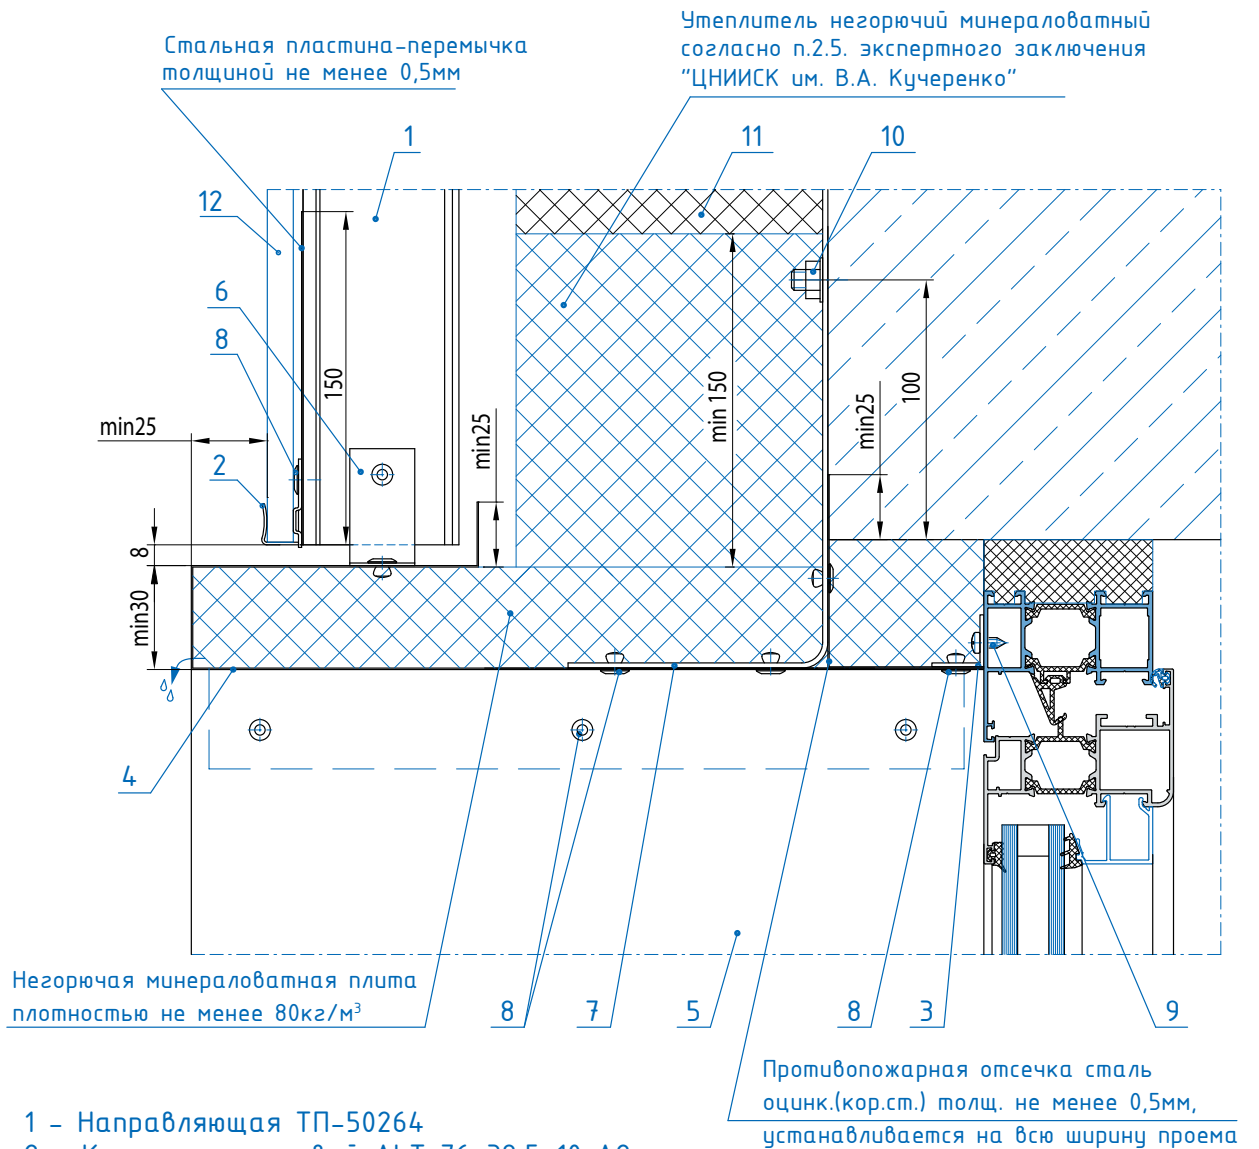 Утеплитель негорючий минераловатный
согласно п.2.5. экспертного заключения
"ЦНИИСК им. В.А. Кучеренко"
Стальная пластина-перемычка
толщиной не менее 0,5мм
1
11
10
12
6
8
150
min 150
100
min25
min25
min25
2
8
min30
4
Негорючая минераловатная плита
плотностью не менее 80кг/м³
8
7
5
8
3
9
Противопожарная отсечка сталь
оцинк.(кор.ст.) толщ. не менее 0,5мм,
устанавливается на всю ширину проема
1 - Направляющая ТП-50264